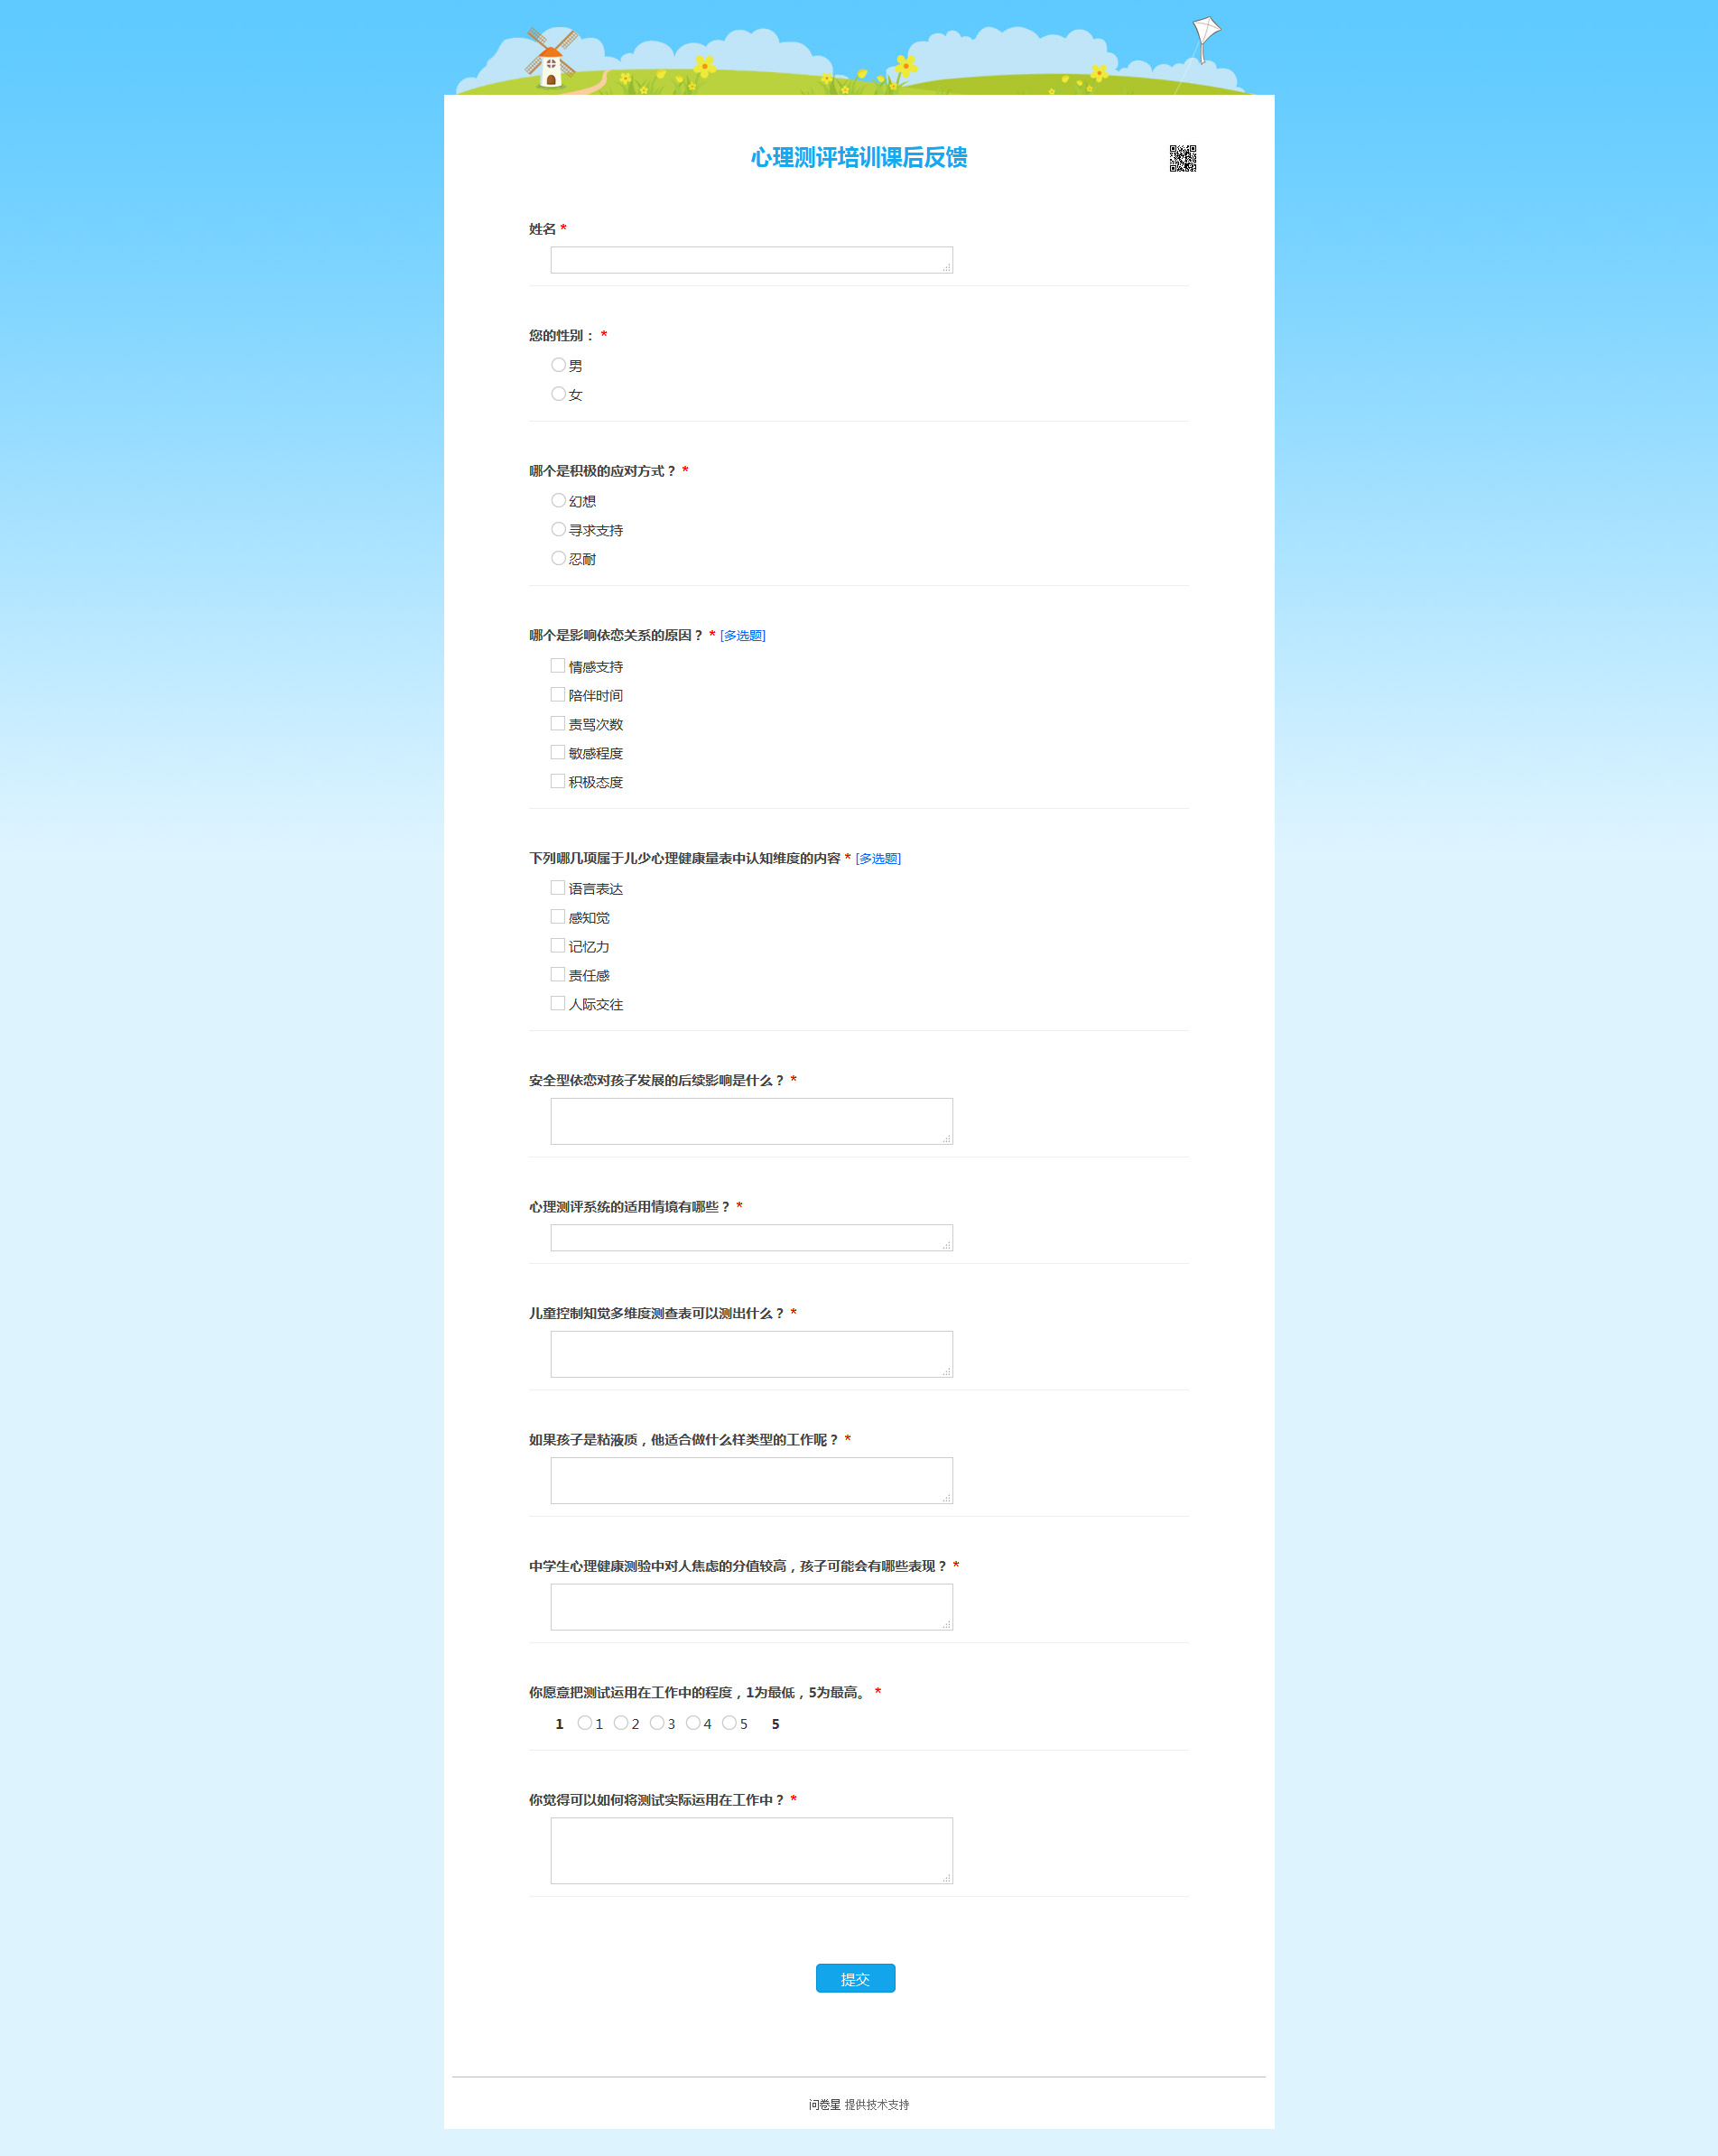 心理测评培训课后反馈
姓名 *
您的性别： *
男
女
哪个是积极的应对方式？ *
幻想
寻求支持
忍耐
哪个是影响依恋关系的原因？ * [多选题]
情感支持
陪伴时间
责骂次数
敏感程度
积极态度
下列哪几项属于儿少心理健康量表中认知维度的内容 * [多选题]
语言表达
感知觉
记忆力
责任感
人际交往
安全型依恋对孩子发展的后续影响是什么？ *
心理测评系统的适用情境有哪些？ *
儿童控制知觉多维度测查表可以测出什么？ *
如果孩子是粘液质，他适合做什么样类型的工作呢？ *
中学生心理健康测验中对人焦虑的分值较高，孩子可能会有哪些表现？ *
你愿意把测试运用在工作中的程度，1为最低，5为最高。 *
1 1 2 3 4 5 5
你觉得可以如何将测试实际运用在工作中？ *
提交
问卷星 提供技术支持